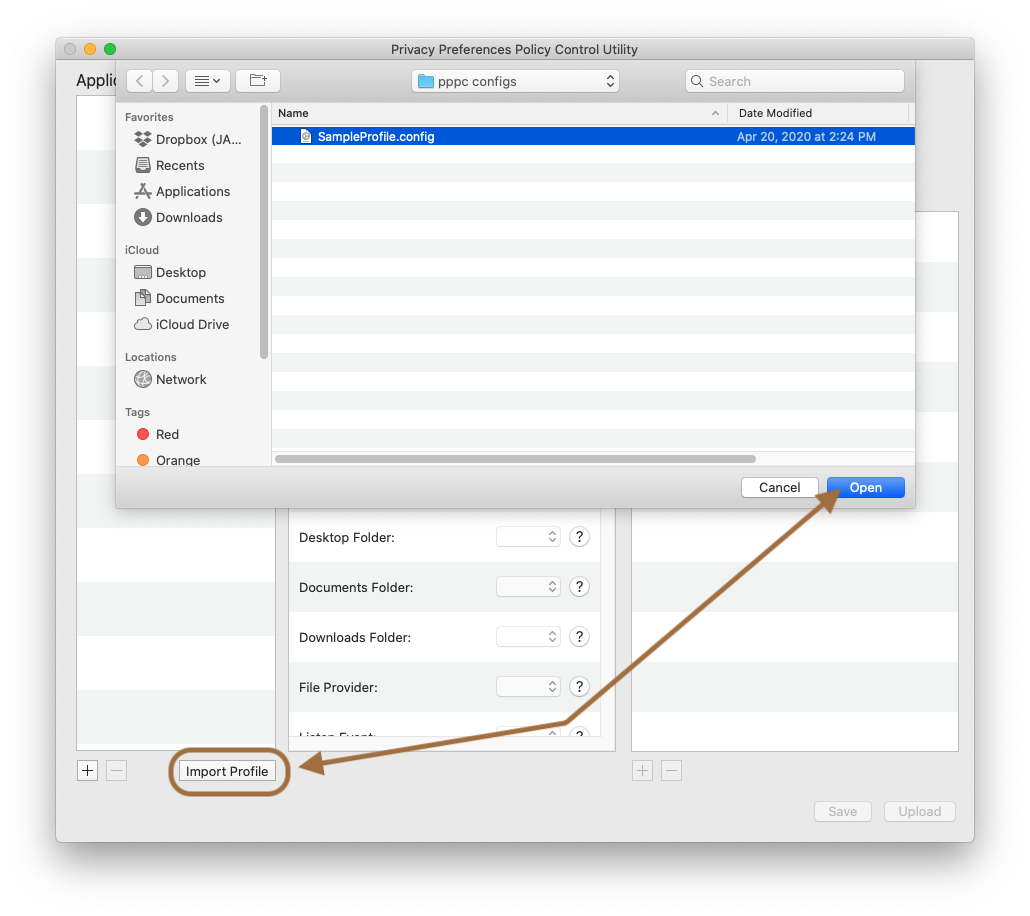 Privacy Preferences Policy Control Utility
Applic
pppc configs
Search
Favorites
Dropbox (JA...
Recents
Applications
Downloads
iCloud
Desktop
Documents
iCloud Drive
Locations
Network
Tags
Red
Orange
Name
Date Modified
SampleProfile.config
Apr 20, 2020 at 2:24 PM
Cancel
Open
Desktop Folder:
?
Documents Folder:
?
Downloads Folder:
?
File Provider:
?
Listen Event:
?
Import Profile
Save
Upload